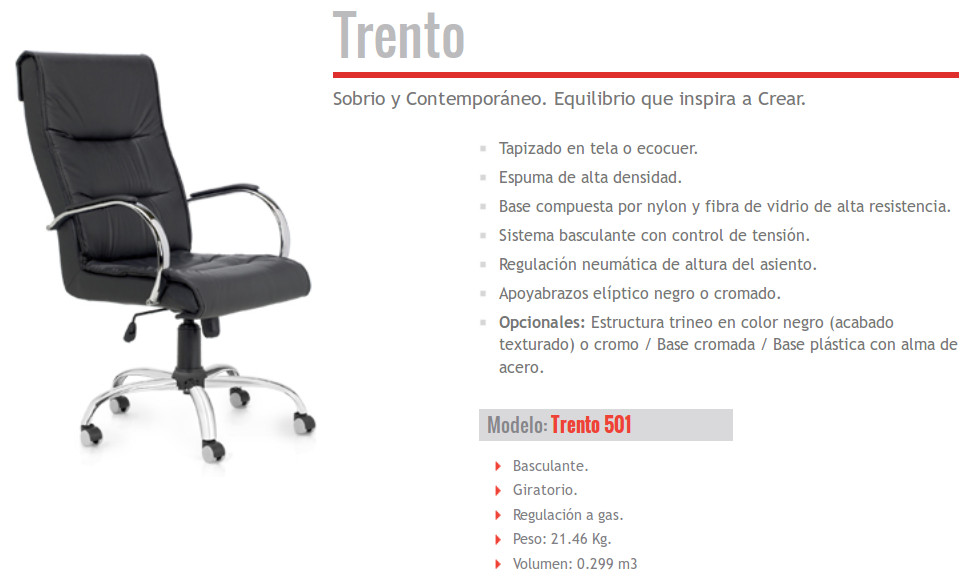 Trento
Sobrio y Contemporáneo. Equilibrio que inspira a Crear.
Tapizado en tela o ecocuer.
Espuma de alta densidad.
Base compuesta por nylon y fibra de vidrio de alta resistencia.
Sistema basculante con control de tensión.
Regulación neumática de altura del asiento.
Apoyabrazos elíptico negro o cromado.
Opcionales: Estructura trineo en color negro (acabado
texturado) o cromo / Base cromada / Base plástica con alma de
acero.
Modelo: Trento 501
Basculante.
Giratorio.
Regulación a gas.
Peso: 21.46 Kg.
Volumen: 0.299 m3